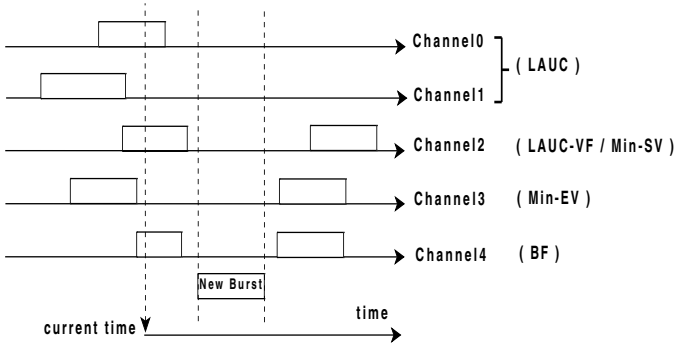 Channel0
( LAUC )
Channel1
Channel2 ( LAUC-VF / Min-SV )
Channel3 ( Min-EV )
Channel4 ( BF )
New Burst
time
current time